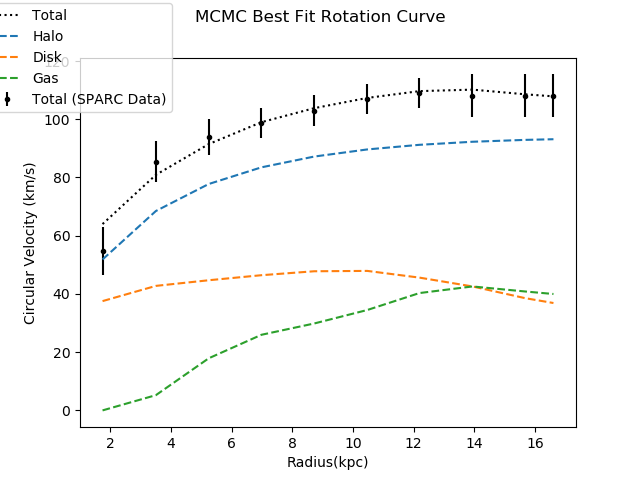 MCMC Best Fit Rotation Curve
Total
Halo
Disk
Gas
Total (SPARC Data)
120
100
80
60
40
20
0
Circular Velocity (km/s)
2 4 6 8 10 12 14 16
Radius(kpc)